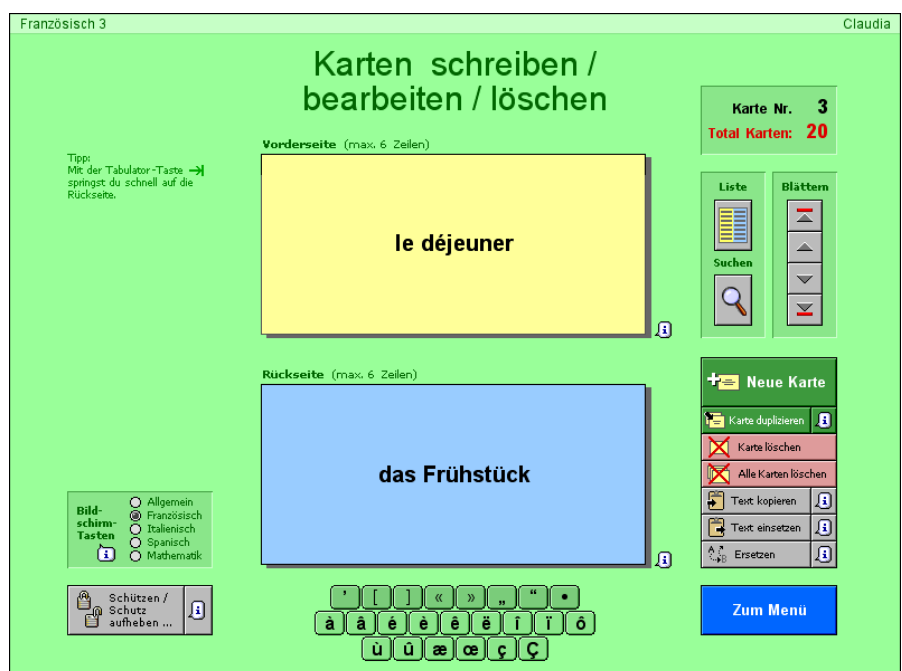 Französisch 3
Claudia
Karten schreiben /
bearbeiten / löschen
Karte Nr. 3
Total Karten: 20
Tipp:
Mit der Tabulator-Taste
springst du schnell auf die
Rückseite.
Vorderseite (max. 6 Zeilen)
le déjeuner
Liste
Blättern
Suchen
Rückseite (max. 6 Zeilen)
das Frühstück
Neue Karte
Karte duplizieren
Karte löschen
Alle Karten löschen
Text kopieren
Text einsetzen
Ersetzen
Zum Menü
Bild-
schirm-
Tasten
Allgemein
Französisch
Italienisch
Spanisch
Mathematik
Schützen /
Schutz
aufheben ...
' [ ] « » „ “ •
à â é è ê ë î ï ô
ù û æ œ ç Ç